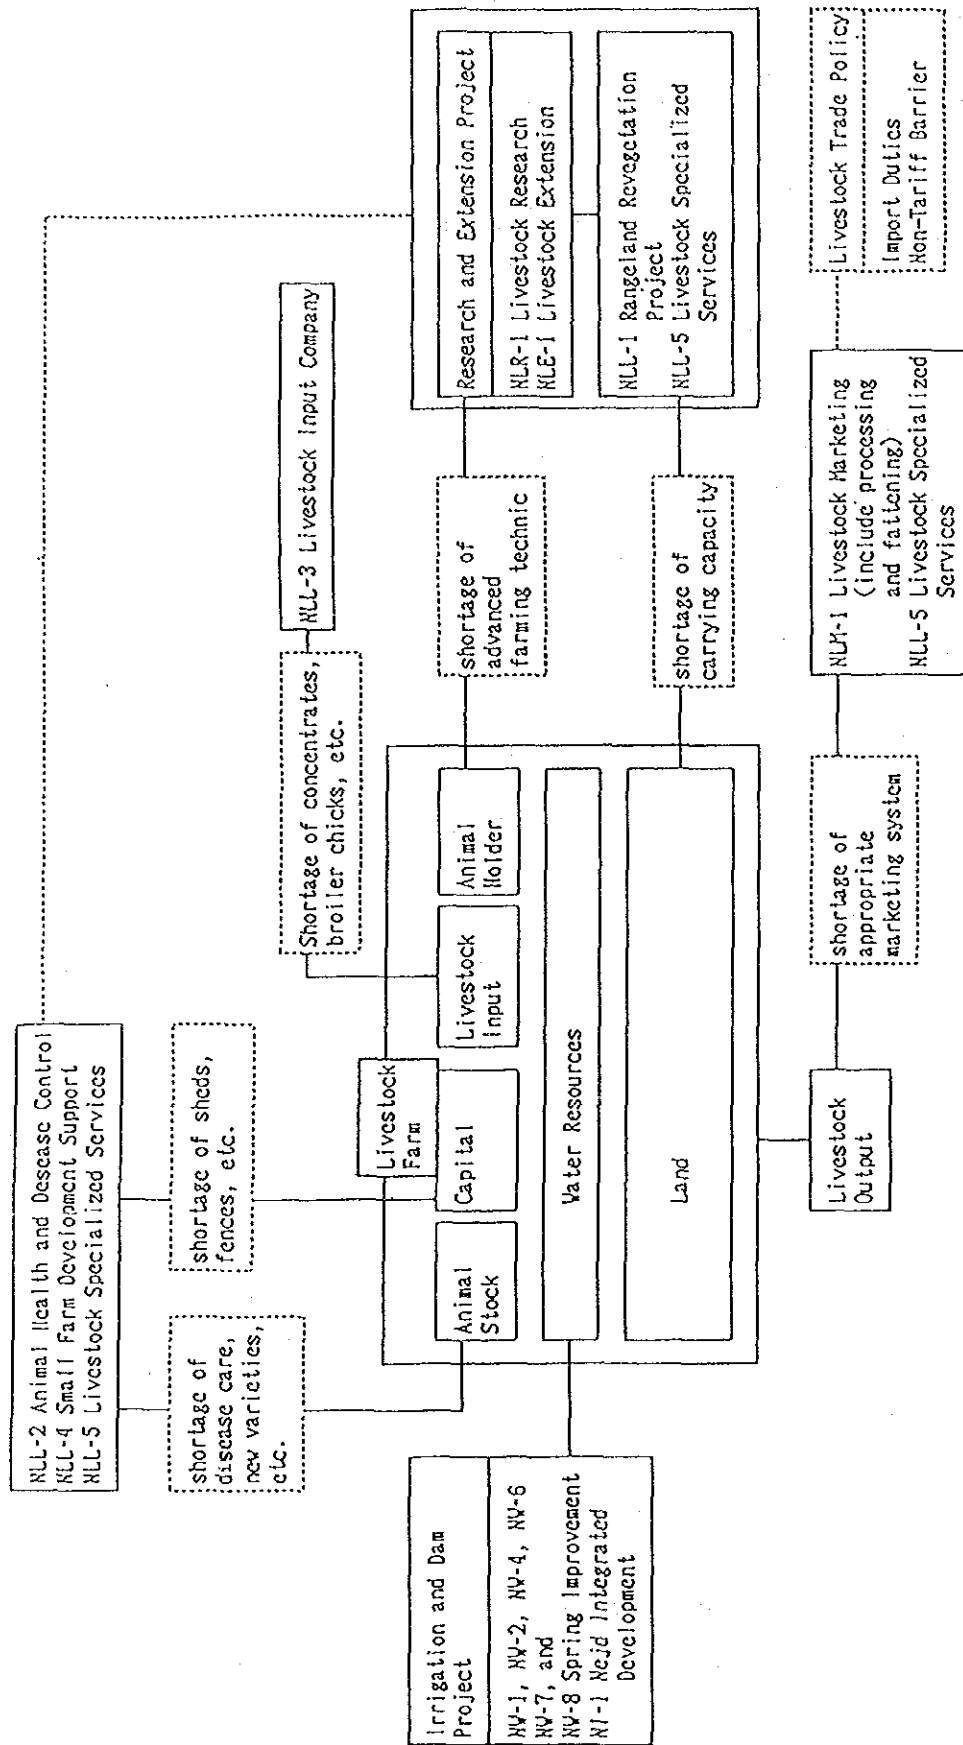 NLL-2 Animal Health and Desease Control
NLL-4 Small Farm Development Support
NLL-5 Livestock Specialized Services
shortage of
disease care,
new varieties,
etc.
shortage of sheds,
fences, etc.
Shortage of concentrates,
broiler chicks, etc.
NLL-3 Livestock Input Company
Irrigation and Dam
Project
NW-1, NW-2, NW-4, NW-6
NW-7, and
NW-8 Spring Improvement
NI-1 Nejd Integrated
Development
Livestock
Farm
Animal
Stock
Capital
Livestock
Input
Animal
Holder
Water Resources
Land
shortage of
advanced
farming technic
shortage of
carrying capacity
Research and Extension Project
NLR-1 Livestock Research
NLE-1 Livestock Extension
NLL-1 Rangeland Revegetation
Project
NLL-5 Livestock Specialized
Services
Livestock
Output
shortage of
appropriate
marketing system
NLM-1 Livestock Marketing
(include processing
and fattening)
NLL-5 Livestock Specialized
Services
Livestock Trade Policy
Import Duties
Non-Tariff Barrier